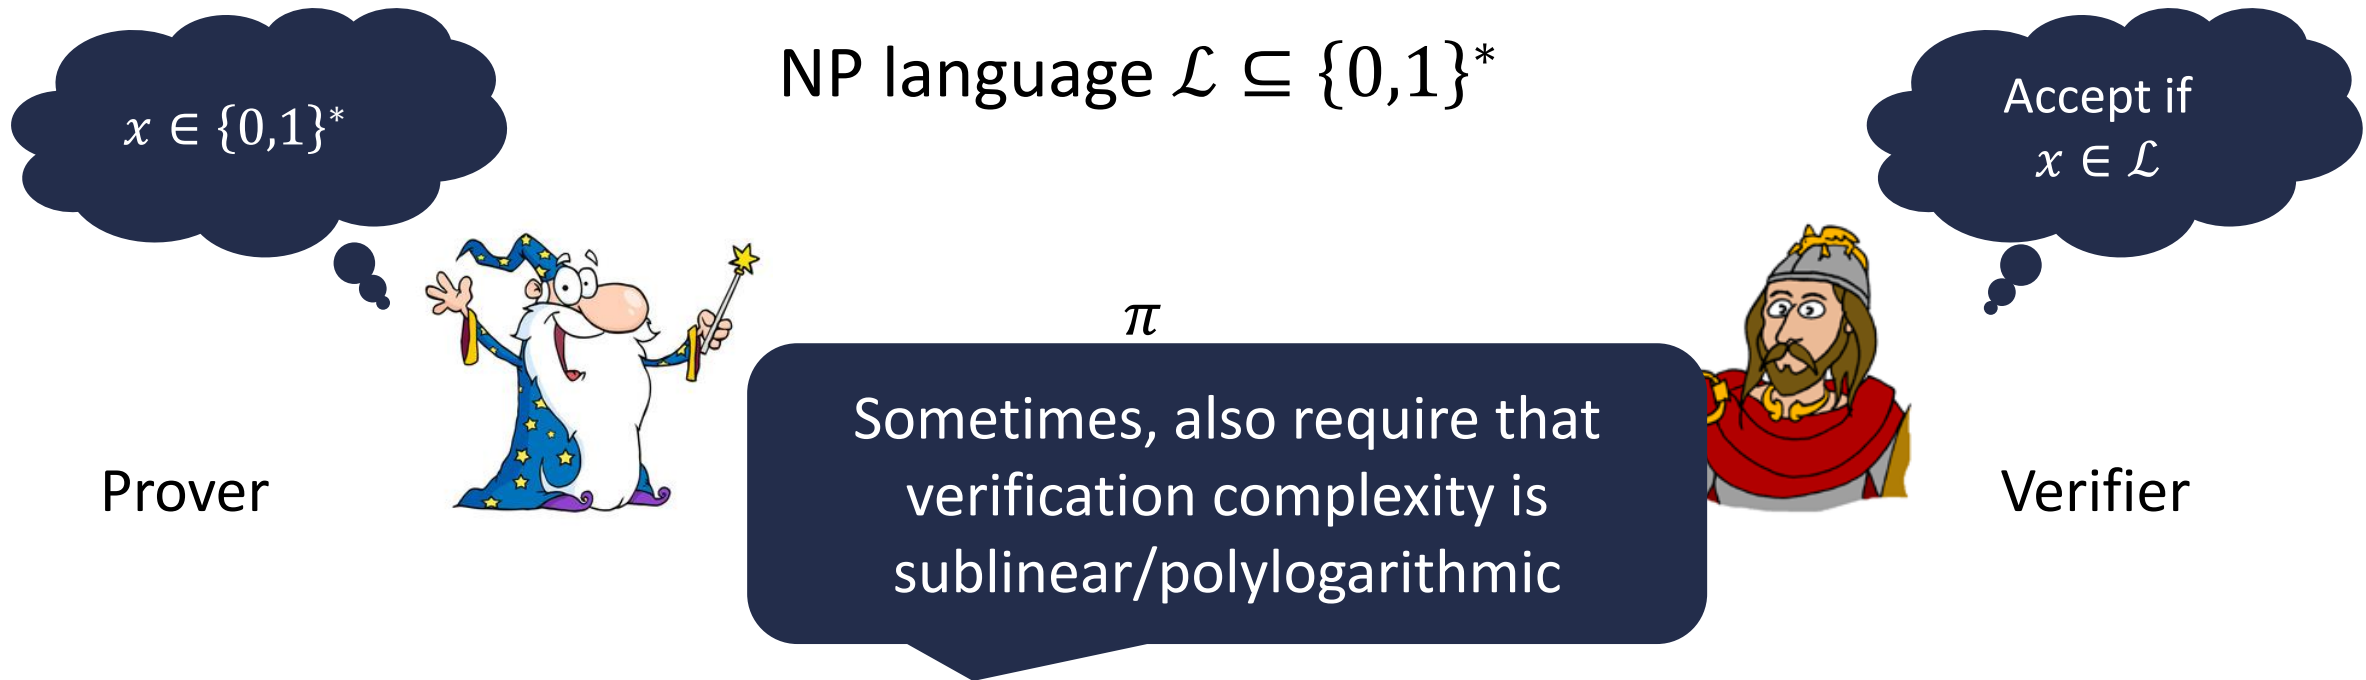 NP language ℒ ⊆ {0,1}*
x ∈ {0,1}*
Accept if
x ∈ ℒ
π
Sometimes, also require that
verification complexity is
sublinear/polylogarithmic
Prover
Verifier